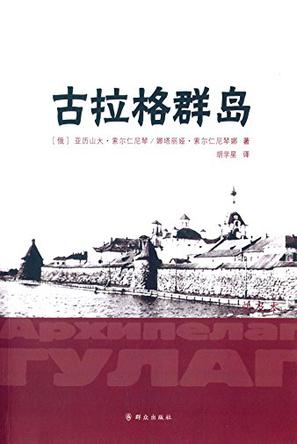 古拉格群岛
[俄] 亚历山大·索尔仁尼琴/娜塔丽娅·索尔仁尼琴娜 著
胡学星 译
Архипелаг
ГУЛАГ
群众出版社